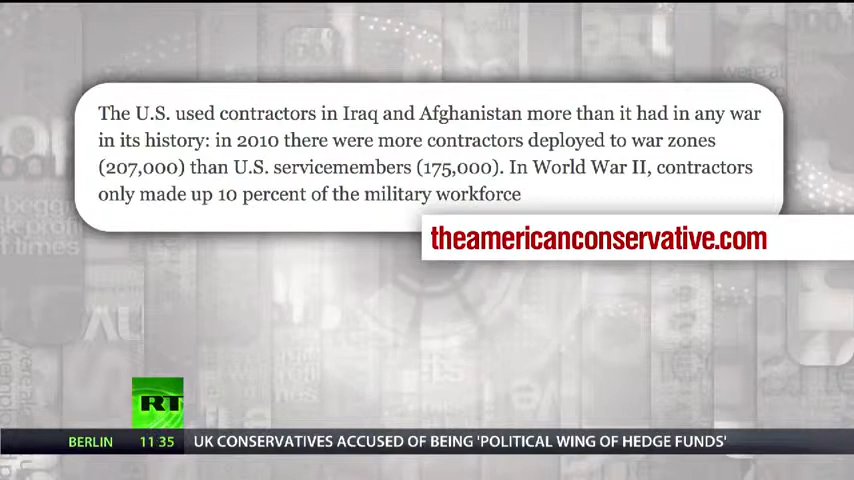 The U.S. used contractors in Iraq and Afghanistan more than it had in any war
in its history: in 2010 there were more contractors deployed to war zones
(207,000) than U.S. servicemembers (175,000). In World War II, contractors
only made up 10 percent of the military workforce
theamericanconservative.com
RT
BERLIN 11:35 UK CONSERVATIVES ACCUSED OF BEING 'POLITICAL WING OF HEDGE FUNDS'